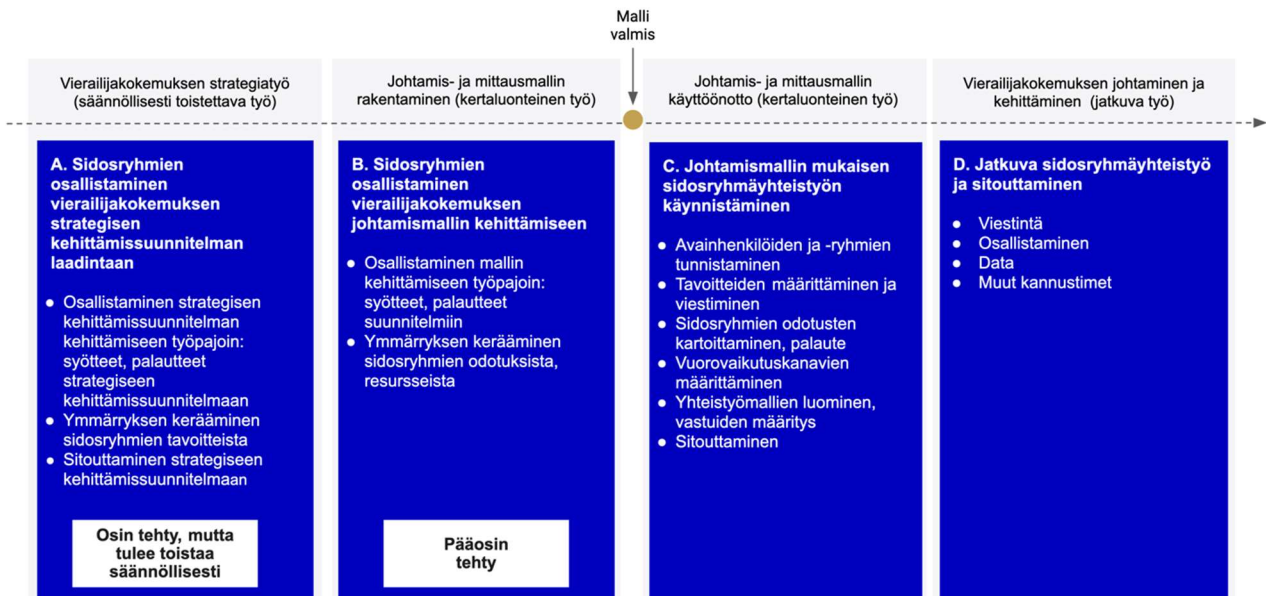 Malli
valmis
Vierailijakokemuksen strategiatyö
(säännöllisesti toistettava työ)
Johtamis- ja mittausmallin
rakentaminen (kertaluonteinen työ)
Johtamis- ja mittausmallin
käyttöönotto (kertaluonteinen työ)
Vierailijakokemuksen johtaminen ja
kehittäminen (jatkuva työ)
A. Sidosryhmien
osallistaminen
vierailijakokemuksen
strategisen
kehittämissuunnitelman
laadintaan
● Osallistaminen strategisen
kehittämissuunnitelman
kehittämiseen työpajoin:
syötteet, palautteet
strategiseen
kehittämissuunnitelmaan
● Ymmärryksen kerääminen
sidosryhmien tavoitteista
● Sitouttaminen strategiseen
kehittämissuunnitelmaan
Osin tehty, mutta
tulee toistaa
säännöllisesti
B. Sidosryhmien
osallistaminen
vierailijakokemuksen
johtamismallin kehittämiseen
● Osallistaminen mallin
kehittämiseen työpajoin:
syötteet, palautteet
suunnitelmiin
● Ymmärryksen kerääminen
sidosryhmien odotuksista,
resursseista
Pääosin
tehty
C. Johtamismallin mukaisen
sidosryhmäyhteistyön
käynnistäminen
● Avainhenkilöiden ja -ryhmien
tunnistaminen
● Tavoitteiden määrittäminen ja
viestiminen
● Sidosryhmien odotusten
kartoittaminen, palaute
● Vuorovaikutuskanavien
määrittäminen
● Yhteistyömallien luominen,
vastuiden määritys
● Sitouttaminen
D. Jatkuva sidosryhmäyhteistyö
ja sitouttaminen
● Viestintä
● Osallistaminen
● Data
● Muut kannustimet